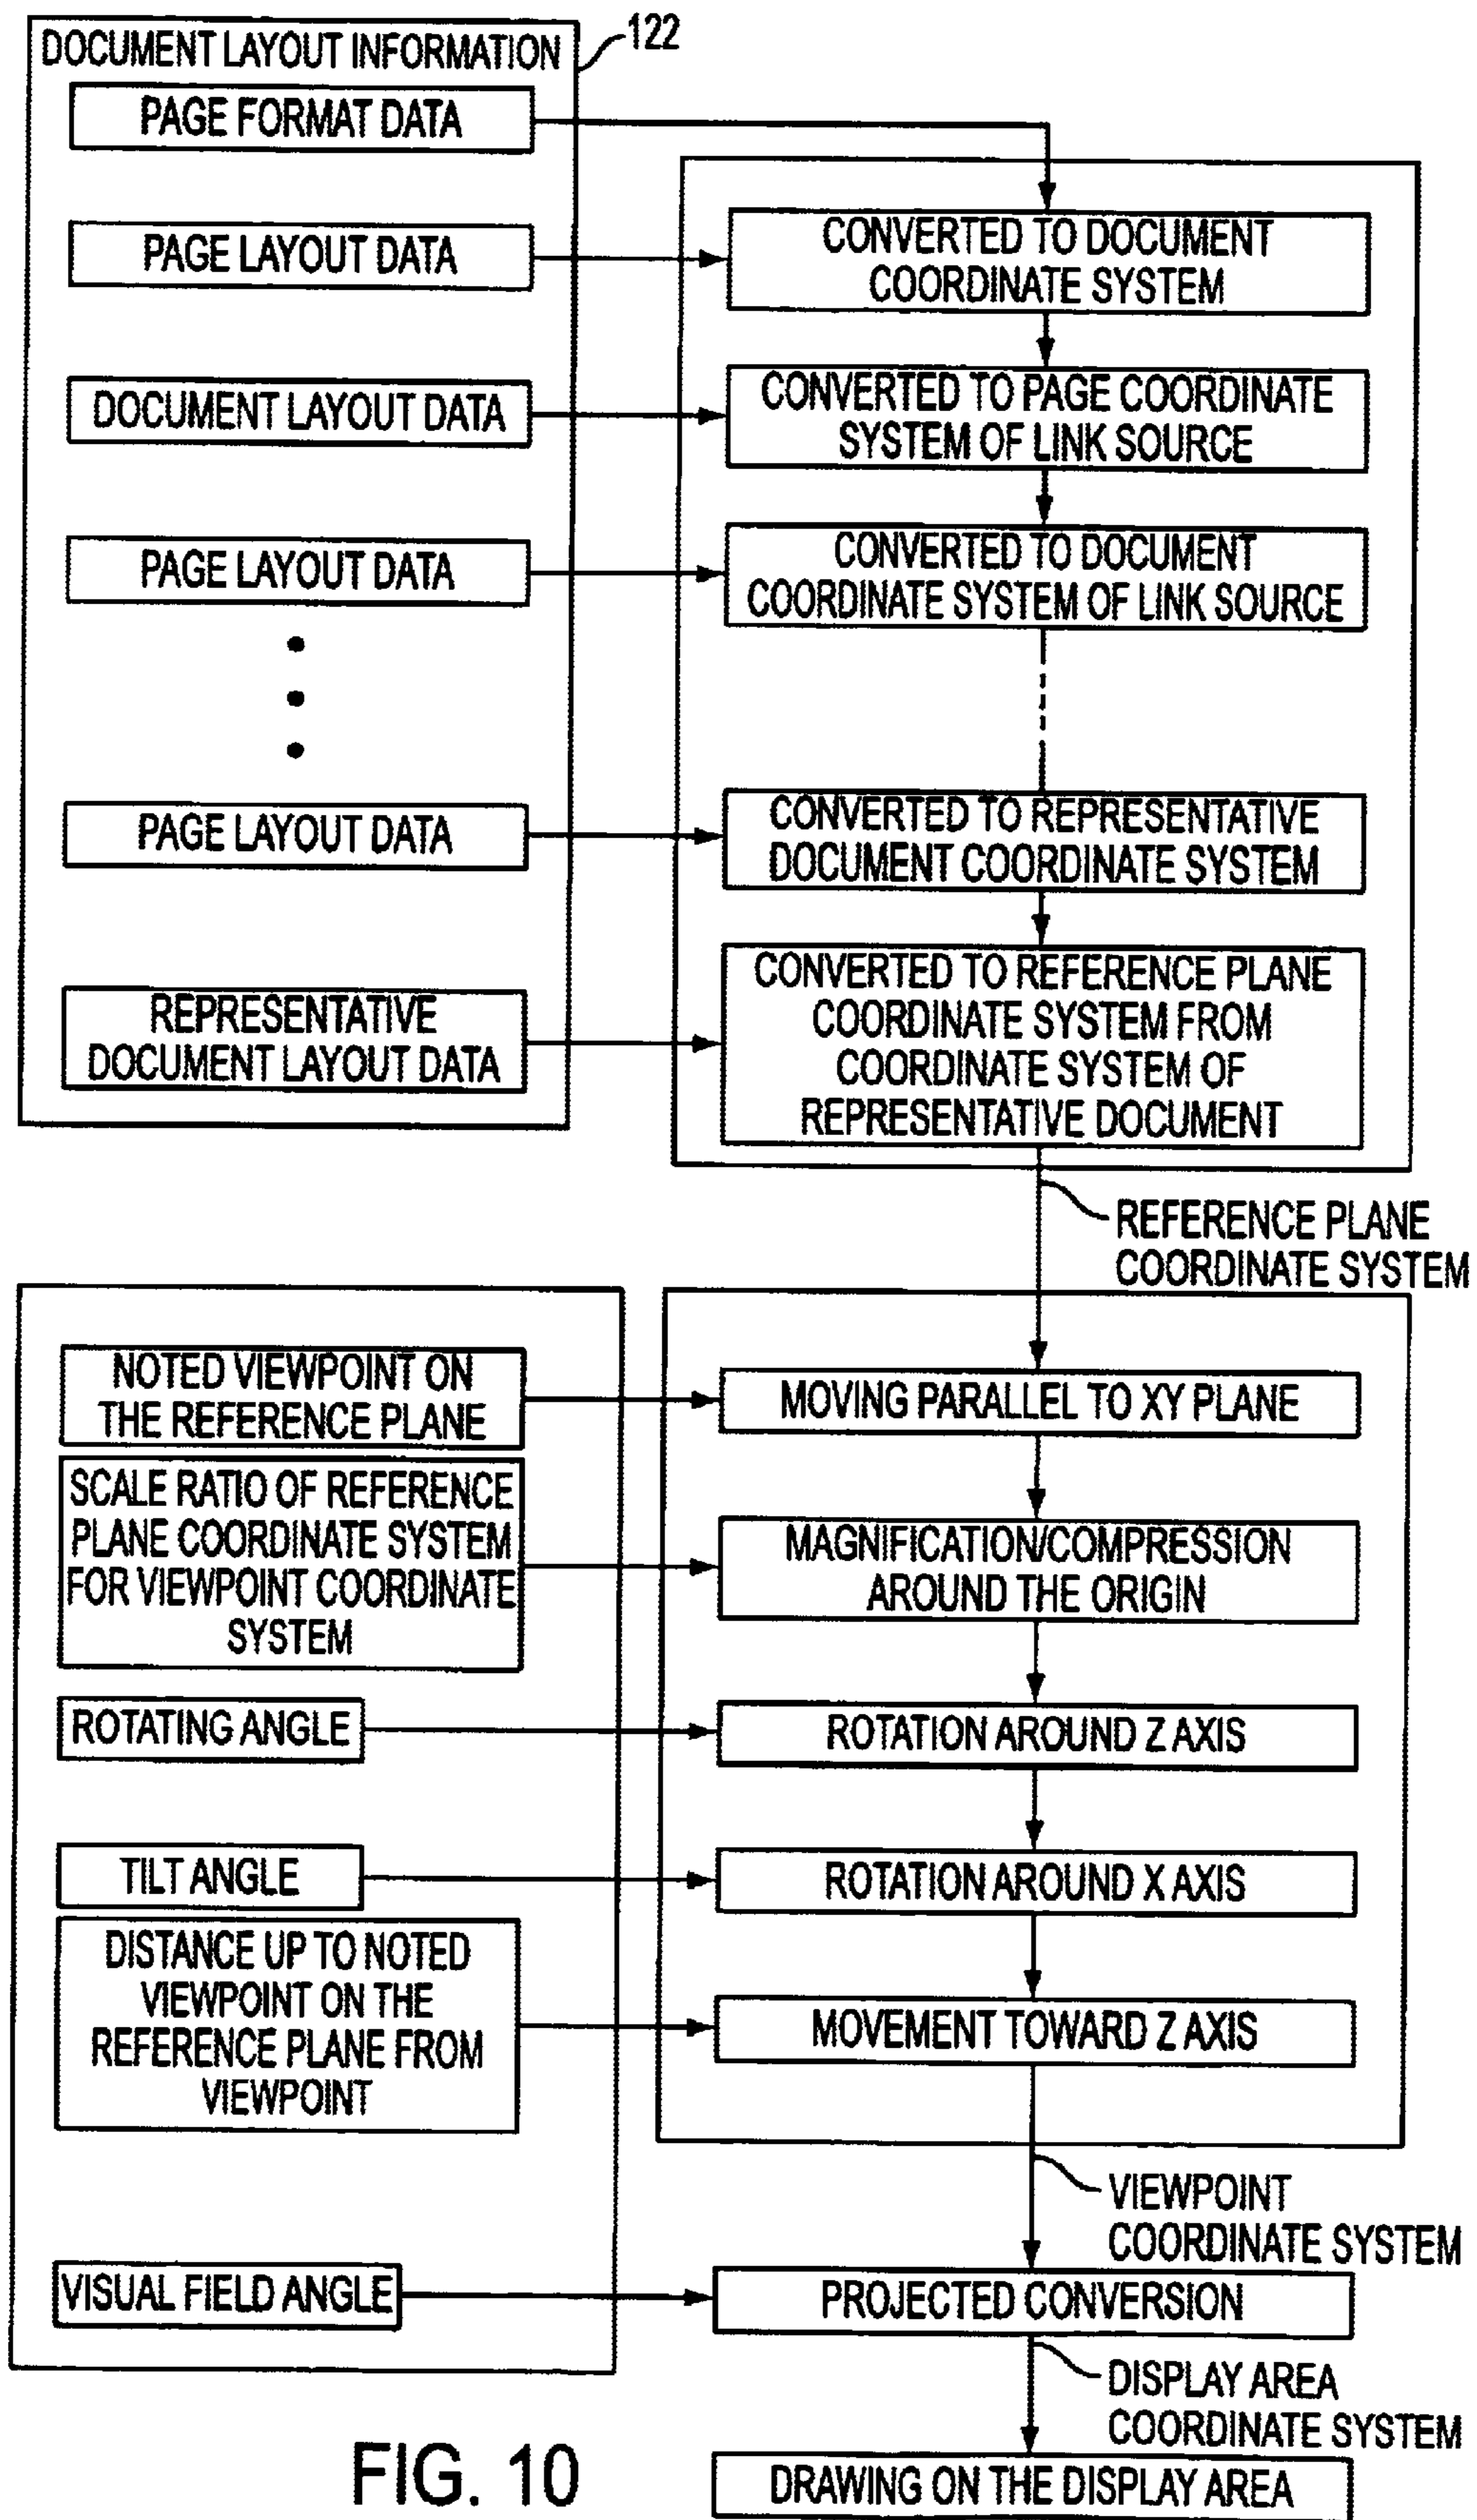 DOCUMENT LAYOUT INFORMATION
122
PAGE FORMAT DATA
PAGE LAYOUT DATA
CONVERTED TO DOCUMENT
COORDINATE SYSTEM
DOCUMENT LAYOUT DATA
CONVERTED TO PAGE COORDINATE
SYSTEM OF LINK SOURCE
PAGE LAYOUT DATA
CONVERTED TO DOCUMENT
COORDINATE SYSTEM OF LINK SOURCE
PAGE LAYOUT DATA
CONVERTED TO REPRESENTATIVE
DOCUMENT COORDINATE SYSTEM
REPRESENTATIVE
DOCUMENT LAYOUT DATA
CONVERTED TO REFERENCE PLANE
COORDINATE SYSTEM FROM
COORDINATE SYSTEM OF
REPRESENTATIVE DOCUMENT
REFERENCE PLANE
COORDINATE SYSTEM
NOTED VIEWPOINT ON
THE REFERENCE PLANE
MOVING PARALLEL TO XY PLANE
SCALE RATIO OF REFERENCE
PLANE COORDINATE SYSTEM
FOR VIEWPOINT COORDINATE
SYSTEM
MAGNIFICATION/COMPRESSION
AROUND THE ORIGIN
ROTATING ANGLE
ROTATION AROUND Z AXIS
TILT ANGLE
ROTATION AROUND X AXIS
DISTANCE UP TO NOTED
VIEWPOINT ON THE
REFERENCE PLANE FROM
VIEWPOINT
MOVEMENT TOWARD Z AXIS
VIEWPOINT
COORDINATE SYSTEM
VISUAL FIELD ANGLE
PROJECTED CONVERSION
DISPLAY AREA
COORDINATE SYSTEM
DRAWING ON THE DISPLAY AREA
FIG. 10